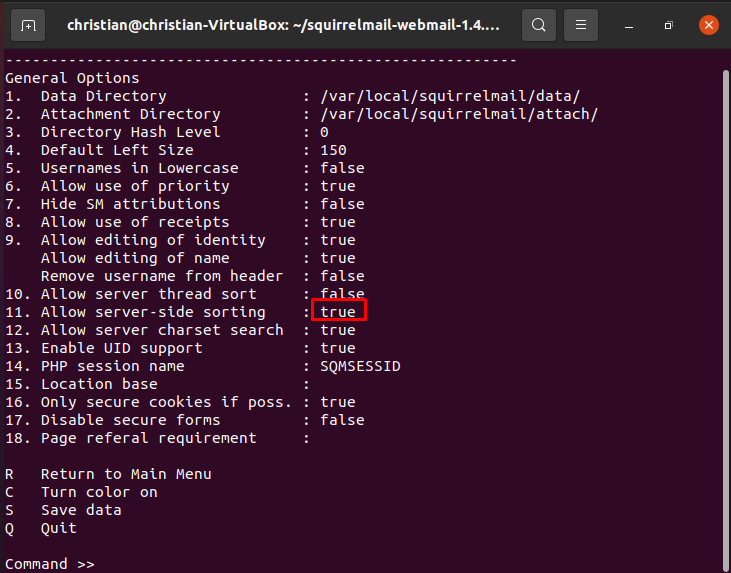 christian@christian-VirtualBox: ~/squirrelmail-webmail-1.4....
---------------------------------------------------------
General Options
1.  Data Directory               : /var/local/squirrelmail/data/
2.  Attachment Directory         : /var/local/squirrelmail/attach/
3.  Directory Hash Level         : 0
4.  Default Left Size            : 150
5.  Usernames in Lowercase       : false
6.  Allow use of priority        : true
7.  Hide SM attributions         : false
8.  Allow use of receipts        : true
9.  Allow editing of identity    : true
    Allow editing of name        : true
    Remove username from header  : false
10. Allow server thread sort     : false
11. Allow server-side sorting    : true
12. Allow server charset search  : true
13. Enable UID support           : true
14. PHP session name             : SQMSESSID
15. Location base                :
16. Only secure cookies if poss. : true
17. Disable secure forms         : false
18. Page referal requirement     :
R   Return to Main Menu
C   Turn color on
S   Save data
Q   Quit
Command >>